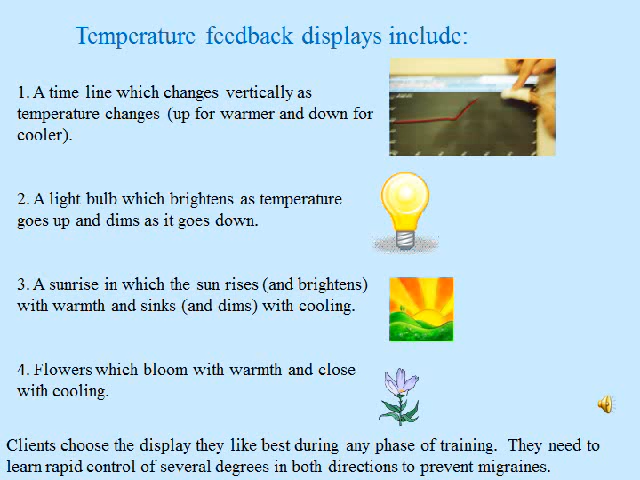 Temperature feedback displays include:
1. A time line which changes vertically as
temperature changes (up for warmer and down for
cooler).
2. A light bulb which brightens as temperature
goes up and dims as it goes down.
3. A sunrise in which the sun rises (and brightens)
with warmth and sinks (and dims) with cooling.
4. Flowers which bloom with warmth and close
with cooling.
Clients choose the display they like best during any phase of training. They need to
learn rapid control of several degrees in both directions to prevent migraines.